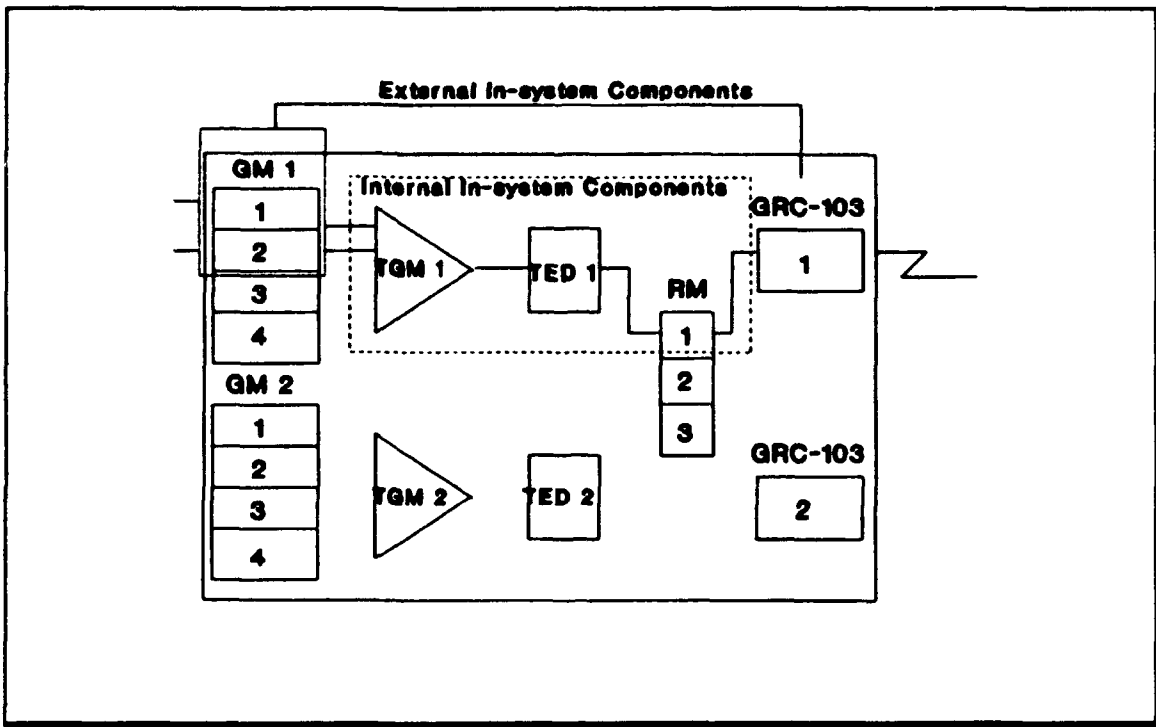 External In-system Components
GM 1
1
2
3
4
Internal In-system Components
TGM 1
TED 1
RM
1
2
3
GRC-103
1
GM 2
1
2
3
4
TGM 2
TED 2
GRC-103
2